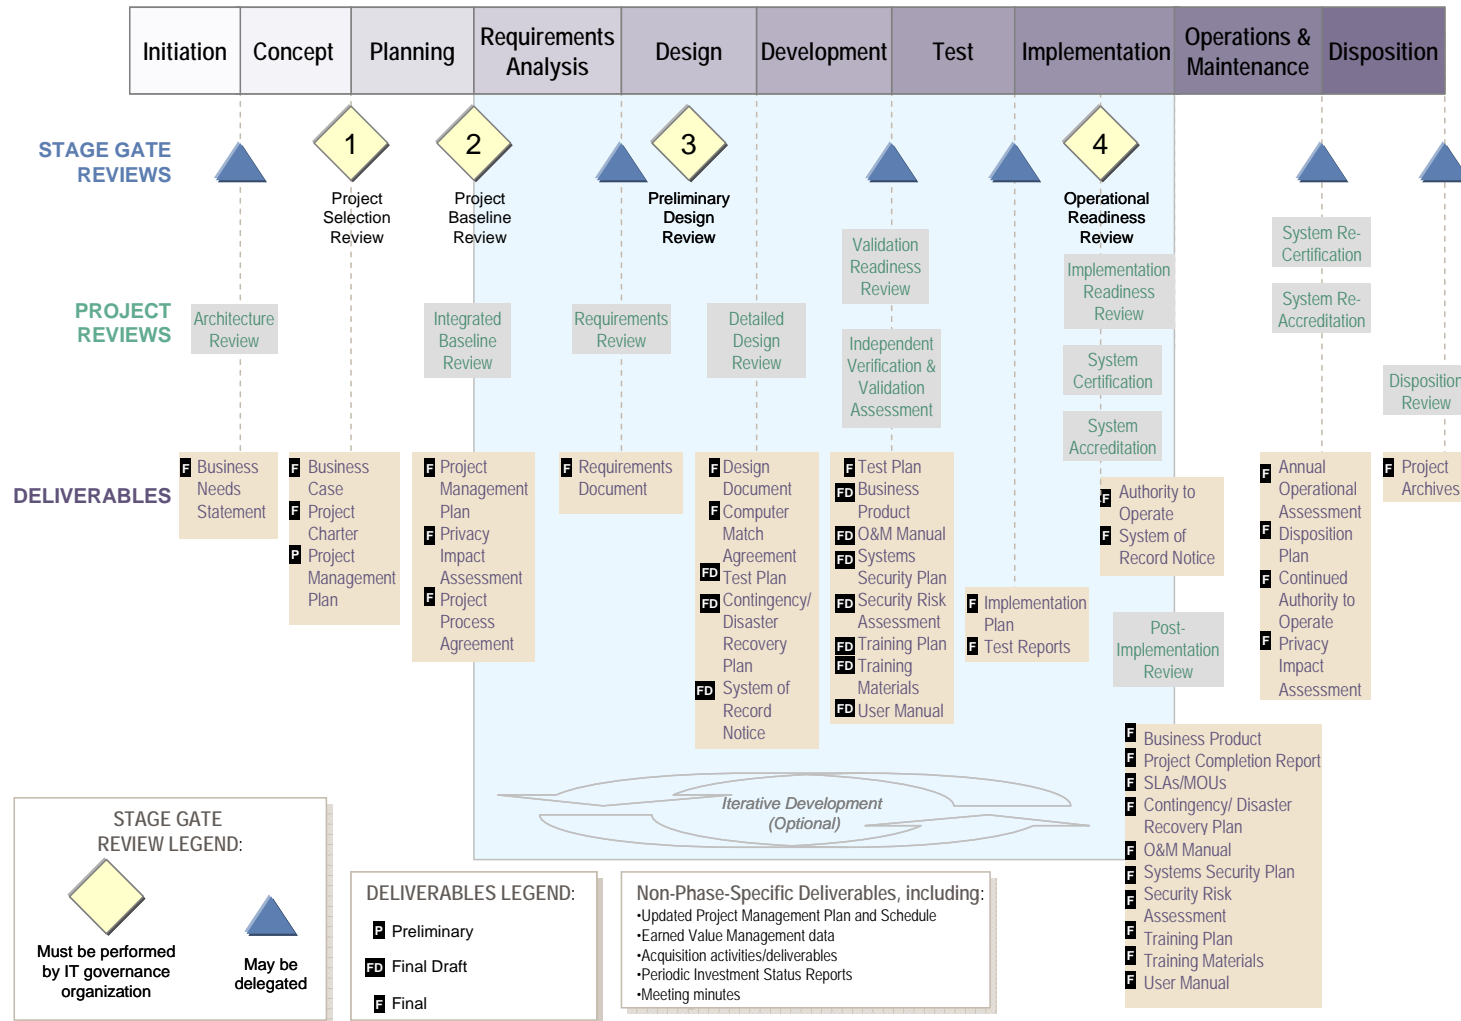 Initiation
Concept
Planning
Requirements
Analysis
Design
Development
Test
Implementation
Operations &
Maintenance
Disposition
STAGE GATE
REVIEWS
1
Project
Selection
Review
2
Project
Baseline
Review
3
Preliminary
Design
Review
4
Operational
Readiness
Review
PROJECT
REVIEWS
Architecture
Review
Integrated
Baseline
Review
Requirements
Review
Detailed
Design
Review
Validation
Readiness
Review
Independent
Verification &
Validation
Assessment
Implementation
Readiness
Review
System
Certification
System
Accreditation
System Re-
Certification
System Re-
Accreditation
Disposition
Review
DELIVERABLES
F Business
Needs
Statement
F Business
Case
F Project
Charter
P Project
Management
Plan
F Project
Management
Plan
F Privacy
Impact
Assessment
F Project
Process
Agreement
F Requirements
Document
F Design
Document
F Computer
Match
Agreement
FD Test Plan
FD Contingency/
Disaster
Recovery
Plan
FD System of
Record
Notice
F Test Plan
FD Business
Product
FD O&M Manual
FD Systems
Security Plan
FD Security Risk
Assessment
FD Training Plan
FD Training
Materials
FD User Manual
F Implementation
Plan
F Test Reports
F Authority to
Operate
F System of
Record Notice
Post-
Implementation
Review
F Business Product
F Project Completion Report
F SLAs/MOUs
F Contingency/ Disaster
Recovery Plan
F O&M Manual
F Systems Security Plan
F Security Risk
Assessment
F Training Plan
F Training Materials
F User Manual
F Annual
Operational
Assessment
F Disposition
Plan
F Continued
Authority to
Operate
F Privacy
Impact
Assessment
F Project
Archives
Iterative Development
(Optional)
STAGE GATE
REVIEW LEGEND:
Must be performed
by IT governance
organization
May be
delegated
DELIVERABLES LEGEND:
P Preliminary
FD Final Draft
F Final
Non-Phase-Specific Deliverables, including:
•Updated Project Management Plan and Schedule
•Earned Value Management data
•Acquisition activities/deliverables
•Periodic Investment Status Reports
•Meeting minutes